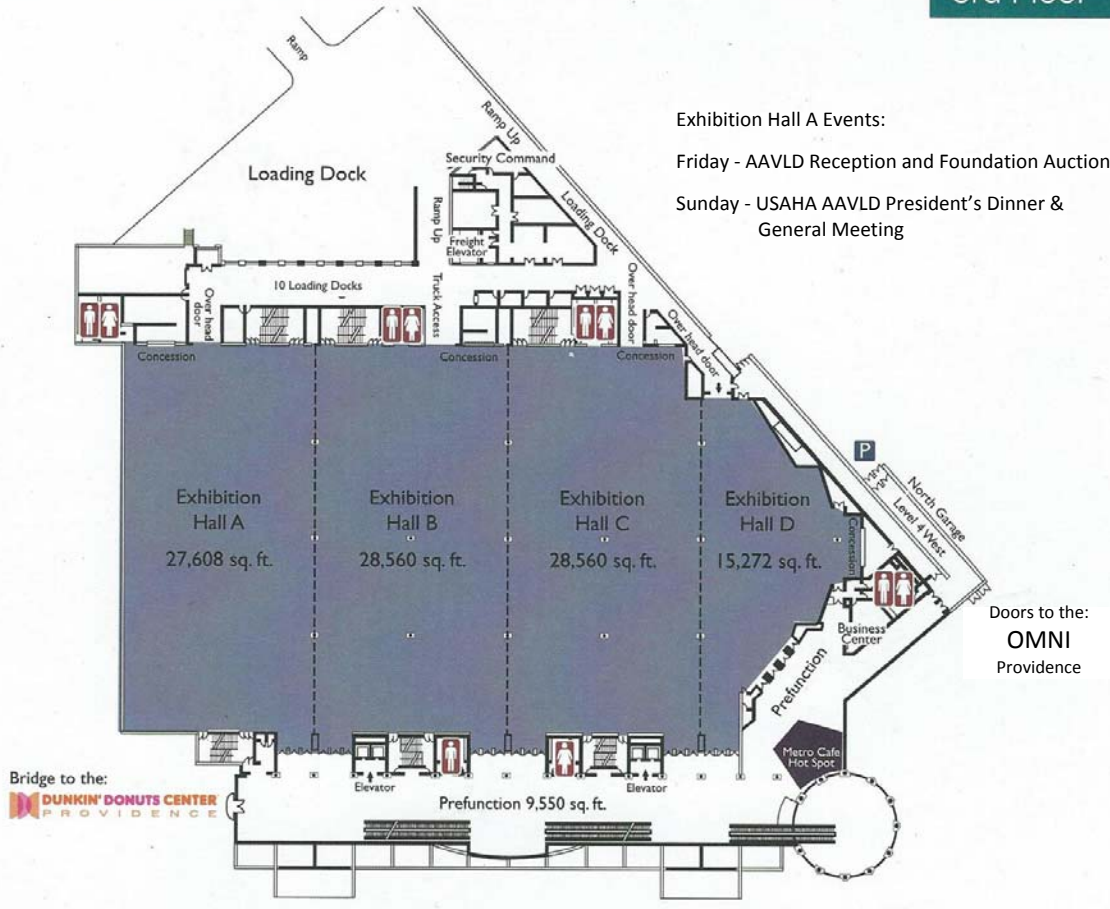 3rd Floor
Ramp
Ramp Up
Exhibition Hall A Events:
Friday - AAVLD Reception and Foundation Auction
Sunday - USAHA AAVLD President's Dinner &
General Meeting
Security Command
Loading Dock
Loading Dock
Ramp Up
Freight
Elevator
10 Loading Docks
Over head
door
Truck Access
Over head door
Over head door
Concession
Concession
Concession
P
North Garage
Level 4 West
Exhibition
Hall A
27,608 sq. ft.
Exhibition
Hall B
28,560 sq. ft.
Exhibition
Hall C
28,560 sq. ft.
Exhibition
Hall D
15,272 sq. ft.
Concession
Business
Center
Doors to the:
OMNI
Providence
Prefunction
Metro Cafe
Hot Spot
Bridge to the:
DUNKIN' DONUTS CENTER
PROVIDENCE
Elevator
Elevator
Prefunction 9,550 sq. ft.